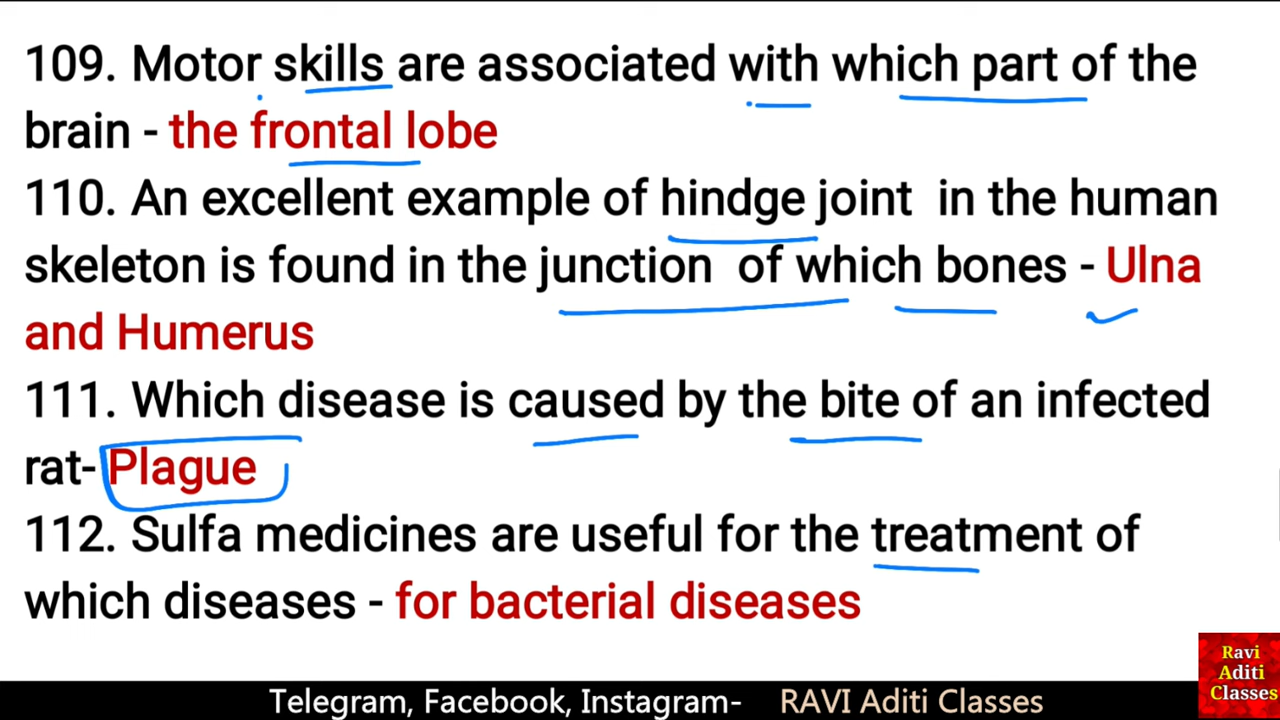 109. Motor skills are associated with which part of the
brain - the frontal lobe
110. An excellent example of hindge joint in the human
skeleton is found in the junction of which bones - Ulna
and Humerus
111. Which disease is caused by the bite of an infected
rat- Plague
112. Sulfa medicines are useful for the treatment of
which diseases - for bacterial diseases
Ravi
Aditi
Classes
Telegram, Facebook, Instagram- RAVI Aditi Classes